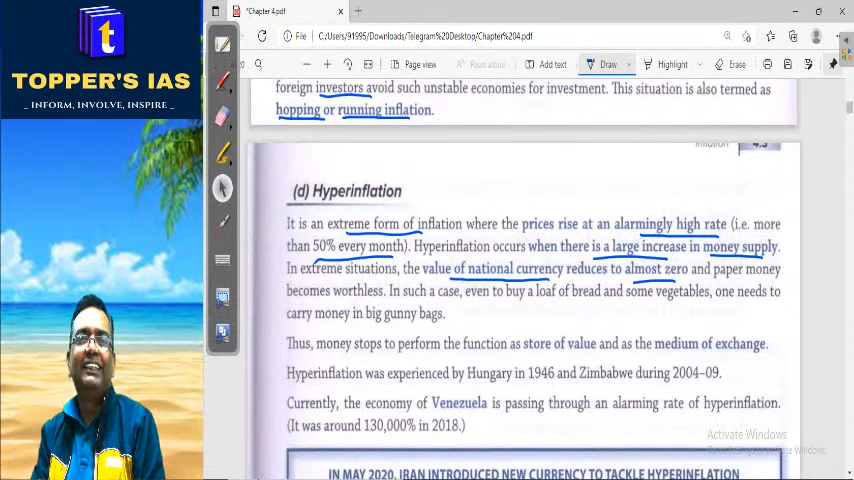 *Chapter 4.pdf
File
C:/Users/91995/Downloads/Telegram%20Desktop/Chapter%204.pdf
of 20
Page view
Read aloud
Add text
Draw
Highlight
Erase
t
TOPPER'S IAS
_ INFORM, INVOLVE, INSPIRE _
foreign investors avoid such unstable economies for investment. This situation is also termed as
hopping or running inflation.
Inflation
4.3
(d) Hyperinflation
It is an extreme form of inflation where the prices rise at an alarmingly high rate (i.e. more
than 50% every month). Hyperinflation occurs when there is a large increase in money supply.
In extreme situations, the value of national currency reduces to almost zero and paper money
becomes worthless. In such a case, even to buy a loaf of bread and some vegetables, one needs to
carry money in big gunny bags.
Thus, money stops to perform the function as store of value and as the medium of exchange.
Hyperinflation was experienced by Hungary in 1946 and Zimbabwe during 2004–09.
Currently, the economy of Venezuela is passing through an alarming rate of hyperinflation.
(It was around 130,000% in 2018.)
Activate Windows
IN MAY 2020, IRAN INTRODUCED NEW CURRENCY TO TACKLE HYPERINFLATION